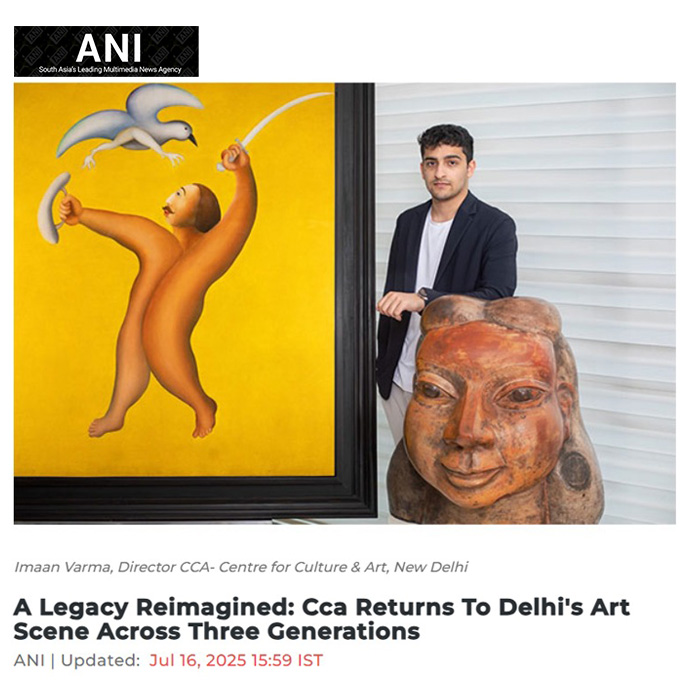 ANI
South Asia's Leading Multimedia News Agency
Imaan Varma, Director CCA- Centre for Culture & Art, New Delhi
A Legacy Reimagined: Cca Returns To Delhi's Art
Scene Across Three Generations
ANI | Updated: Jul 16, 2025 15:59 IST